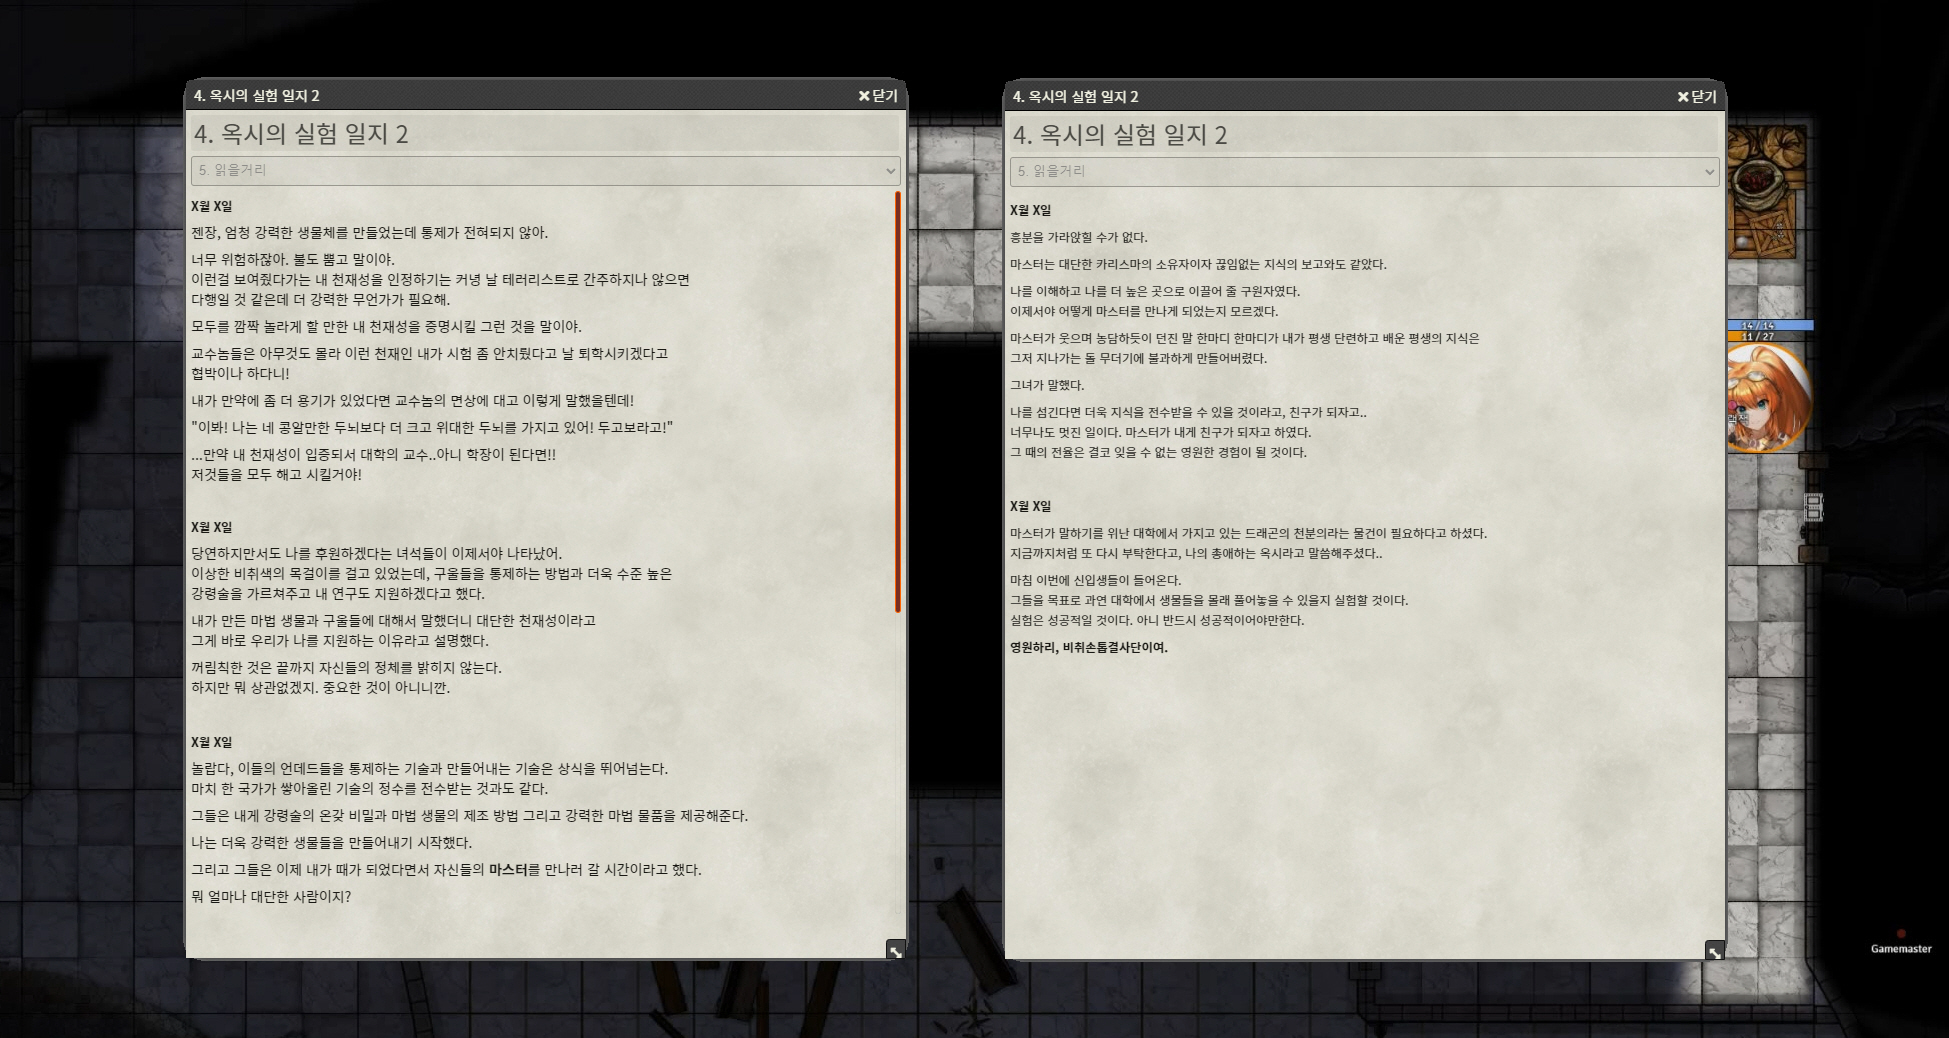 4. 옥시의 실험 일지 2
닫기
4. 옥시의 실험 일지 2
5. 읽을거리
X월 X일
젠장, 엄청 강력한 생물체를 만들었는데 통제가 전혀되지 않아.
너무 위험하잖아. 불도 뿜고 말이야.
이런걸 보여줬다가는 내 천재성을 인정하기는 커녕 날 테러리스트로 간주하지나 않으면
다행일 것 같은데 더 강력한 무언가가 필요해.
모두를 깜짝 놀라게 할 만한 내 천재성을 증명시킬 그런 것을 말이야.
교수놈들은 아무것도 몰라 이런 천재인 내가 시험 좀 안치뤘다고 날 퇴학시키겠다고
협박이나 하다니!
내가 만약에 좀 더 용기가 있었다면 교수놈의 면상에 대고 이렇게 말했을텐데!
"이봐! 나는 네 콩알만한 두뇌보다 더 크고 위대한 두뇌를 가지고 있어! 두고보라고!"
...만약 내 천재성이 입증되서 대학의 교수..아니 학장이 된다면!!
저것들을 모두 해고 시킬거야!
X월 X일
당연하지만서도 나를 후원하겠다는 녀석들이 이제서야 나타났어.
이상한 비취색의 목걸이를 걸고 있었는데, 구울들을 통제하는 방법과 더욱 수준 높은
강령술을 가르쳐주고 내 연구도 지원하겠다고 했다.
내가 만든 마법 생물과 구울들에 대해서 말했더니 대단한 천재성이라고
그게 바로 우리가 나를 지원하는 이유라고 설명했다.
꺼림칙한 것은 끝까지 자신들의 정체를 밝히지 않는다.
하지만 뭐 상관없겠지. 중요한 것이 아니니깐.
X월 X일
놀랍다, 이들의 언데드들을 통제하는 기술과 만들어내는 기술은 상식을 뛰어넘는다.
마치 한 국가가 쌓아올린 기술의 정수를 전수받는 것과도 같다.
그들은 내게 강령술의 온갖 비밀과 마법 생물의 제조 방법 그리고 강력한 마법 물품을 제공해준다.
나는 더욱 강력한 생물들을 만들어내기 시작했다.
그리고 그들은 이제 내가 때가 되었다면서 자신들의 마스터를 만나러 갈 시간이라고 했다.
뭐 얼마나 대단한 사람이지?
4. 옥시의 실험 일지 2
닫기
4. 옥시의 실험 일지 2
5. 읽을거리
X월 X일
흥분을 가라앉힐 수가 없다.
마스터는 대단한 카리스마의 소유자이자 끊임없는 지식의 보고와도 같았다.
나를 이해하고 나를 더 높은 곳으로 이끌어 줄 구원자였다.
이제서야 어떻게 마스터를 만나게 되었는지 모르겠다.
마스터가 웃으며 농담하듯이 던진 말 한마디 한마디가 내가 평생 단련하고 배운 평생의 지식은
그저 지나가는 돌 무더기에 불과하게 만들어버렸다.
그녀가 말했다.
나를 섬긴다면 더욱 지식을 전수받을 수 있을 것이라고, 친구가 되자고..
너무나도 멋진 일이다. 마스터가 내게 친구가 되자고 하였다.
그 때의 전율은 결코 잊을 수 없는 영원한 경험이 될 것이다.
X월 X일
마스터가 말하기를 위난 대학에서 가지고 있는 드래곤의 천분의라는 물건이 필요하다고 하셨다.
지금까지처럼 또 다시 부탁한다고, 나의 총애하는 옥시라고 말씀해주셨다..
마침 이번에 신입생들이 들어온다.
그들을 목표로 과연 대학에서 생물들을 몰래 풀어놓을 수 있을지 실험할 것이다.
실험은 성공적일 것이다. 아니 반드시 성공적이어야만한다.
영원하리, 비취손톱결사단이여.
14 / 14
11 / 27
Gamemaster